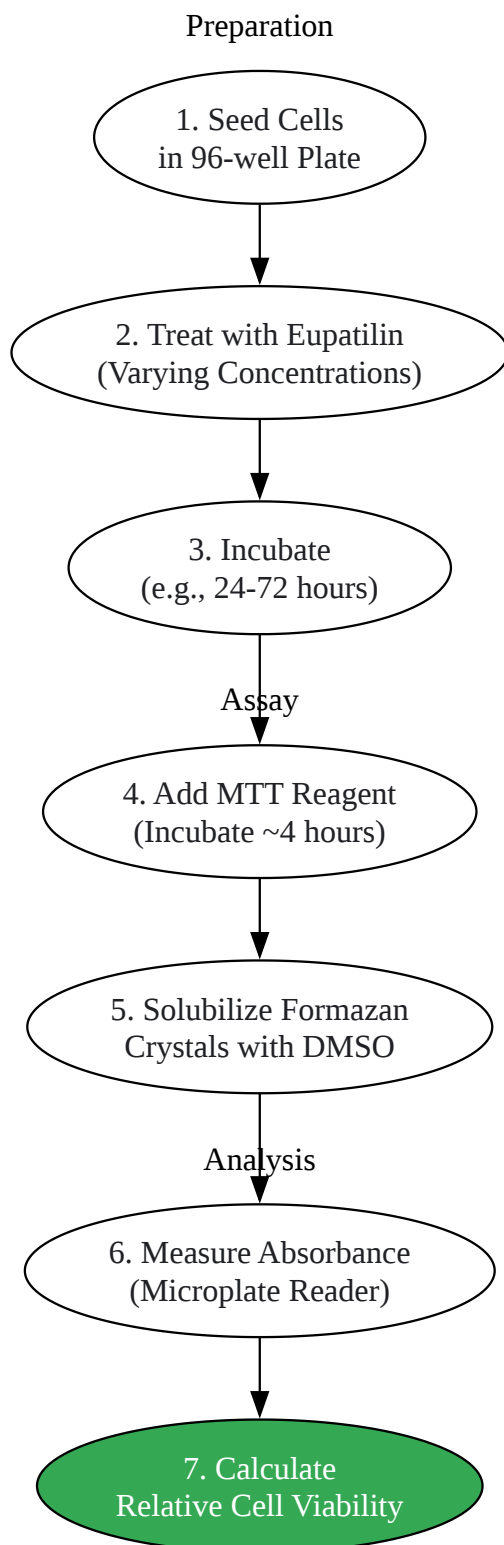 Preparation
1. Seed Cells
in 96-well Plate
2. Treat with Eupatilin
(Varying Concentrations)
3. Incubate
(e.g., 24-72 hours)
Assay
4. Add MTT Reagent
(Incubate ~4 hours)
5. Solubilize Formazan
Crystals with DMSO
Analysis
6. Measure Absorbance
(Microplate Reader)
7. Calculate
Relative Cell Viability